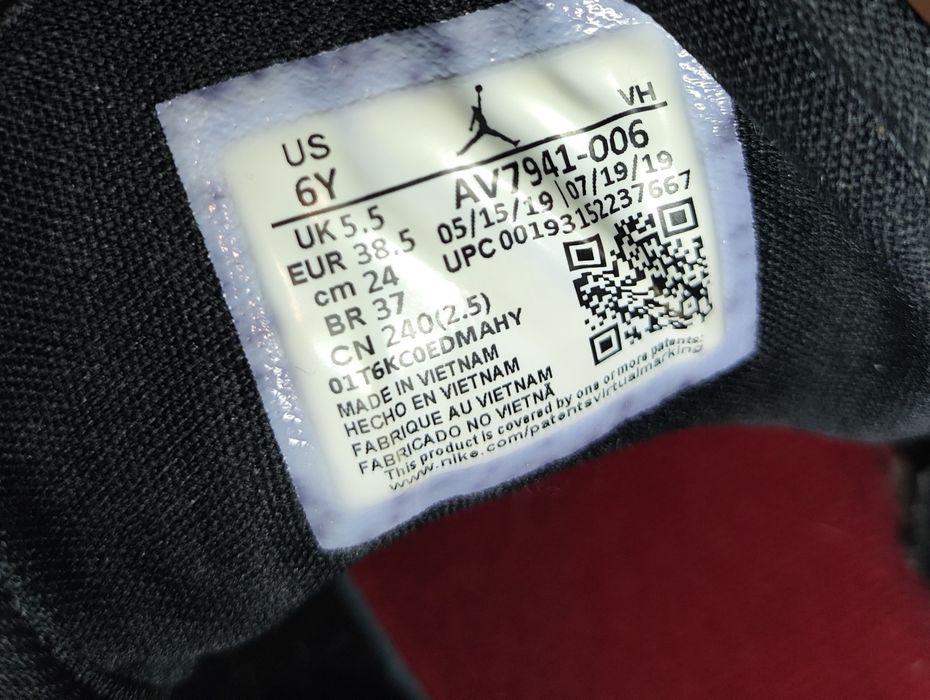 US
6Y
VH
UK 5.5
EUR 38.5
cm 24
BR 37
CN 240(2.5)
AV7941-006
05/15/19 | 07/19/19
UPC 00193152237667
01T6KC0EDMAHY
MADE IN VIETNAM
HECHO EN VIETNAM
FABRIQUE AU VIETNAM
FABRICADO NO VIETNÃ
This product is covered by one or more patents:
www.nike.com/patentsvirtualmarking